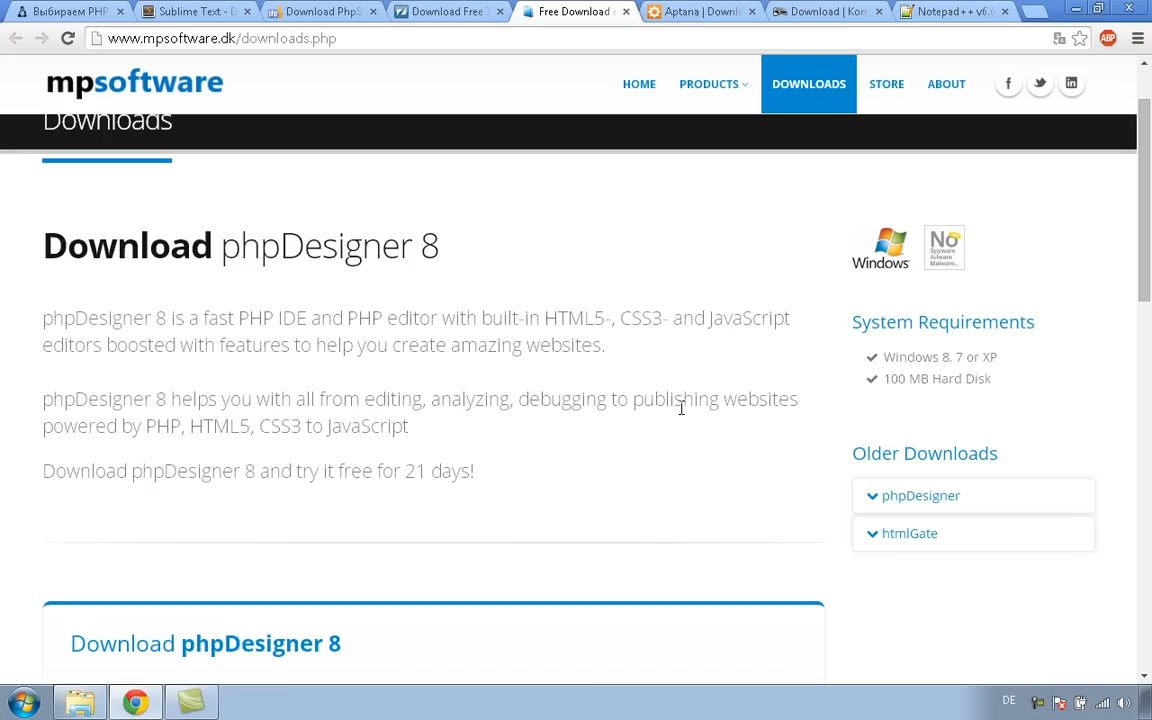 Выбираем PHP
Sublime Text - D
Download PhpS
Download Free T
Free Download
Aptana | Downl
Download | Kom
Notepad++ v6.6
www.mpsoftware.dk/downloads.php
ABP
mpsoftware
HOME
PRODUCTS
DOWNLOADS
STORE
ABOUT
Downloads
Download phpDesigner 8
phpDesigner 8 is a fast PHP IDE and PHP editor with built-in HTML5-, CSS3- and JavaScript
editors boosted with features to help you create amazing websites.
phpDesigner 8 helps you with all from editing, analyzing, debugging to publishing websites
powered by PHP, HTML5, CSS3 to JavaScript
Download phpDesigner 8 and try it free for 21 days!
Download phpDesigner 8
Windows
No
Spyware
Adware
Malware...
System Requirements
Windows 8, 7 or XP
100 MB Hard Disk
Older Downloads
phpDesigner
htmlGate
DE